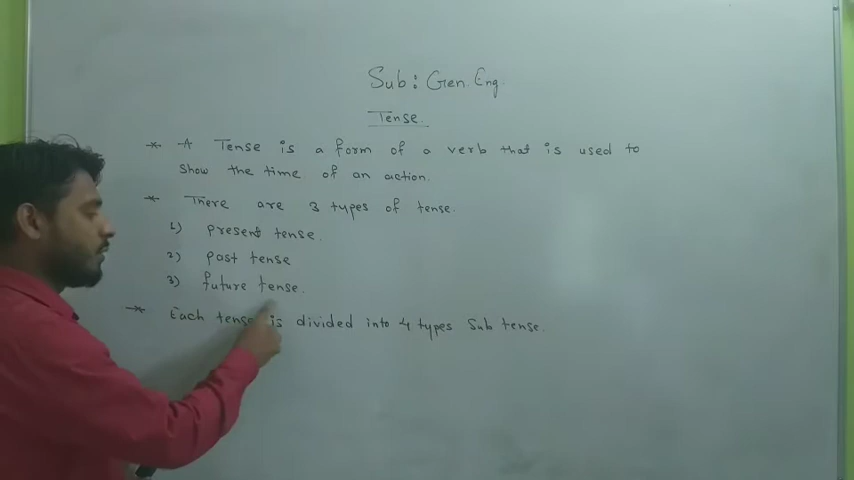 Sub: Gen. Eng.
Tense.
* A Tense is a form of a verb that is used to
show the time of an action.
* There are 3 types of tense.
1) present tense.
2) past tense
3) future tense.
* Each tense is divided into 4 types Sub tense.